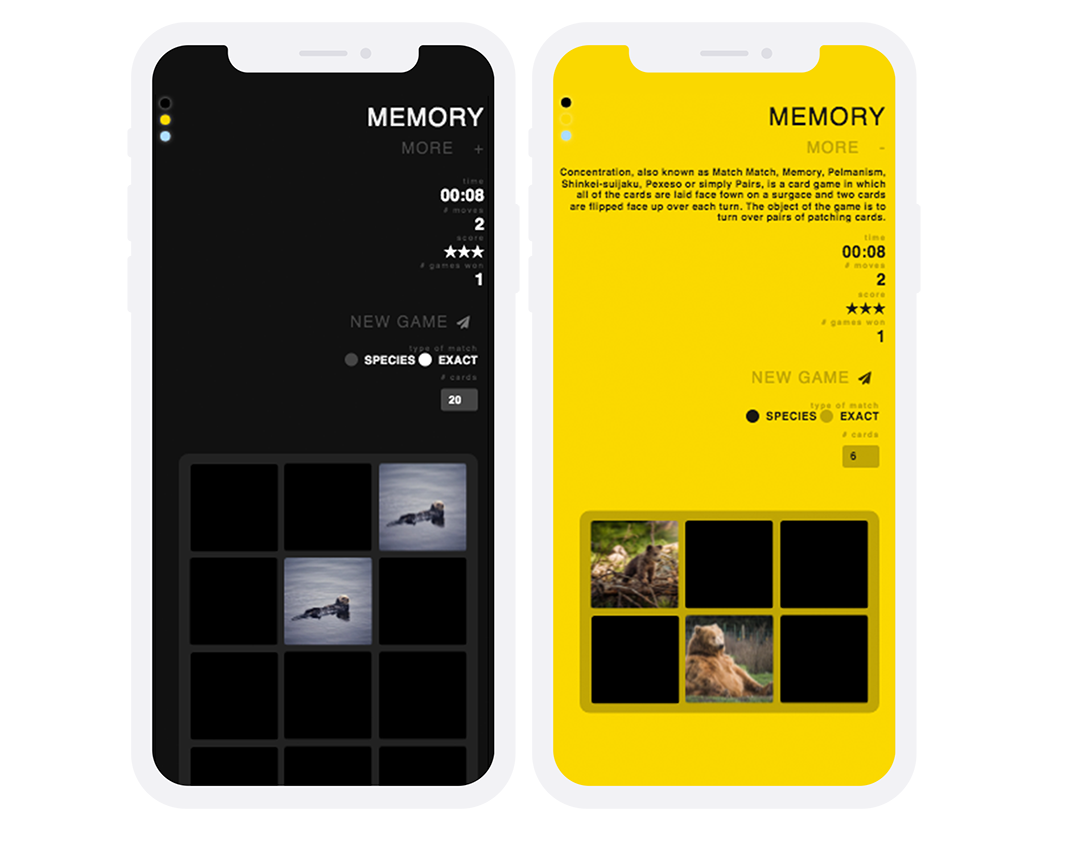 MEMORY
MORE +
time
00:08
# moves
2
score
★★★
# games won
1
NEW GAME
type of match
SPECIES EXACT
# cards
20
MEMORY
MORE -
Concentration, also known as Match Match, Memory, Pelmanism,
Shinkei-suijaku, Pexeso or simply Pairs, is a card game in which
all of the cards are laid face fown on a surgace and two cards
are flipped face up over each turn. The object of the game is to
turn over pairs of patching cards.
time
00:08
# moves
2
score
★★★
# games won
1
NEW GAME
type of match
SPECIES EXACT
# cards
6